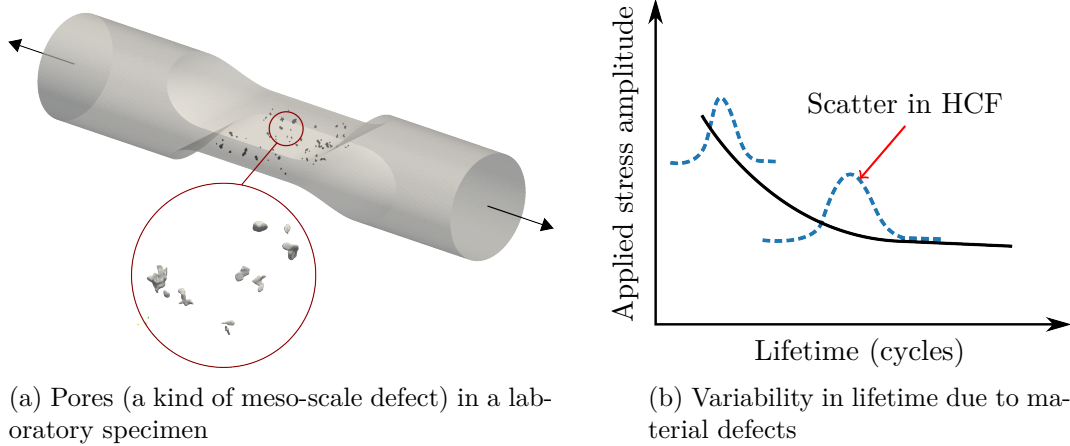 Applied stress amplitude
Scatter in HCF
Lifetime (cycles)
(a) Pores (a kind of meso-scale defect) in a lab-
oratory specimen
(b) Variability in lifetime due to ma-
terial defects